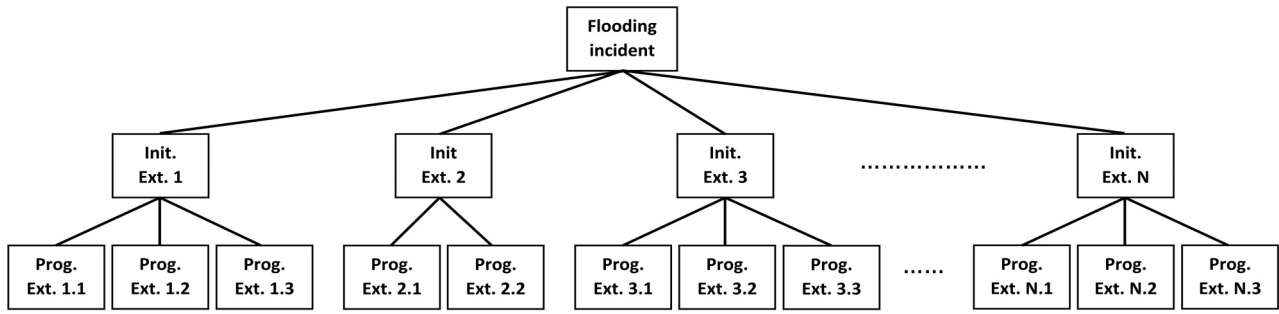 Flooding
incident
Init.
Ext. 1
Init
Ext. 2
Init.
Ext. 3
………………
Init.
Ext. N
Prog.
Ext. 1.1
Prog.
Ext. 1.2
Prog.
Ext. 1.3
Prog.
Ext. 2.1
Prog.
Ext. 2.2
Prog.
Ext. 3.1
Prog.
Ext. 3.2
Prog.
Ext. 3.3
……
Prog.
Ext. N.1
Prog.
Ext. N.2
Prog.
Ext. N.3